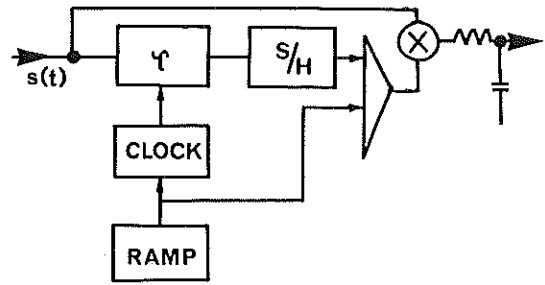 s(t)
τ
S/H
CLOCK
RAMP